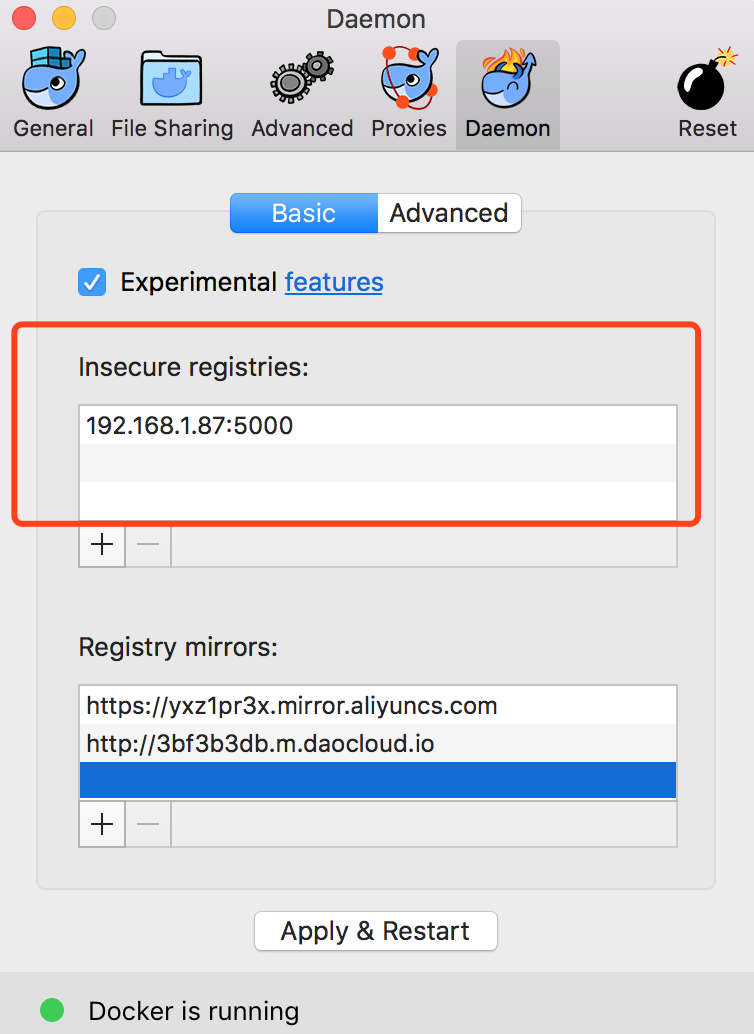 Daemon
General File Sharing Advanced Proxies Daemon Reset
Basic Advanced
Experimental features
Insecure registries:
192.168.1.87:5000
Registry mirrors:
https://yxz1pr3x.mirror.aliyuncs.com
http://3bf3b3db.m.daocloud.io
Apply & Restart
Docker is running